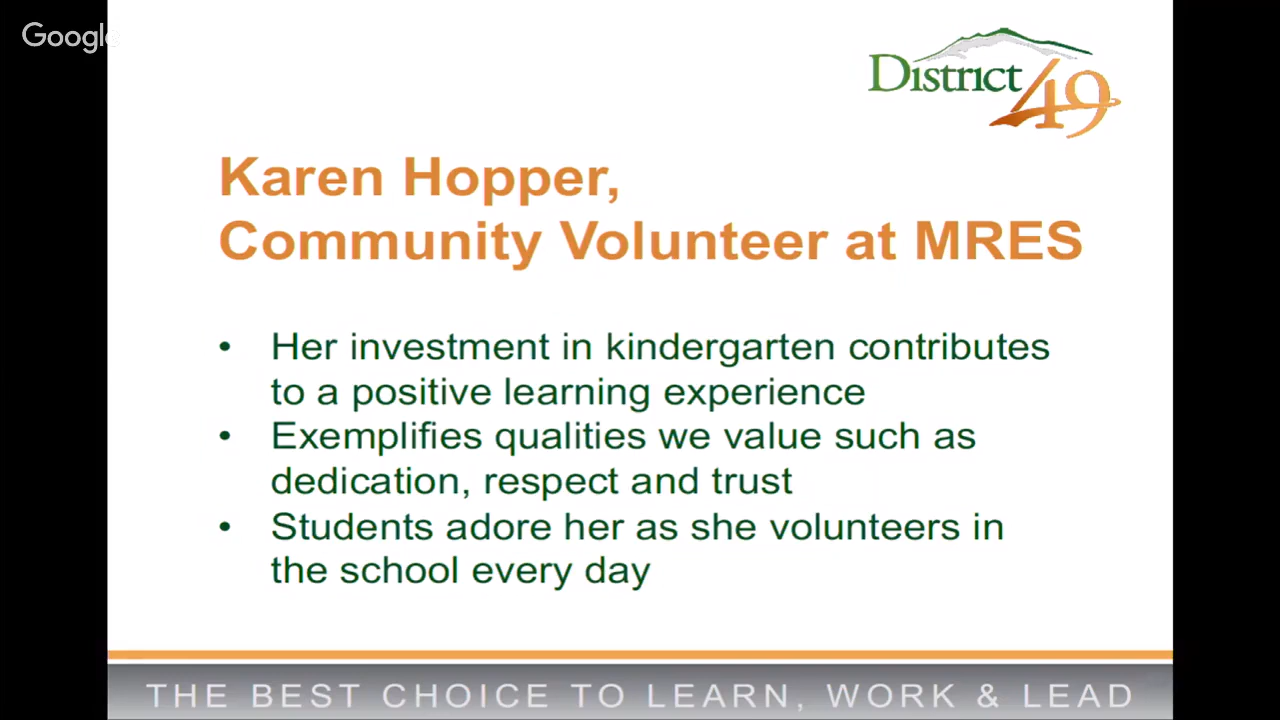 Google
District 49
Karen Hopper,
Community Volunteer at MRES
• Her investment in kindergarten contributes
to a positive learning experience
• Exemplifies qualities we value such as
dedication, respect and trust
• Students adore her as she volunteers in
the school every day
THE BEST CHOICE TO LEARN, WORK & LEAD